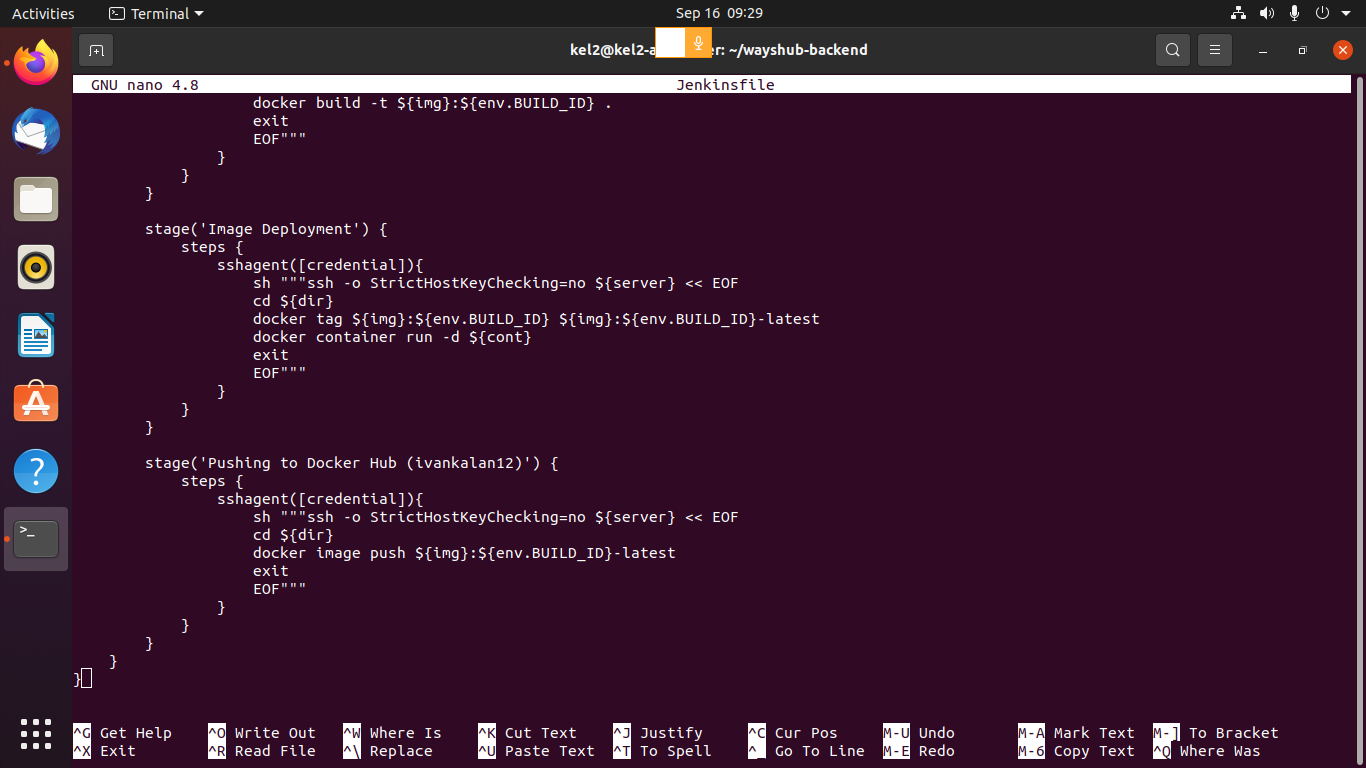 Activities Terminal Sep 16 09:29
kel2@kel2-a er: ~/wayshub-backend
GNU nano 4.8 Jenkinsfile
docker build -t ${img}:${env.BUILD_ID} .
exit
EOF"""
}
}
}
stage('Image Deployment') {
steps {
sshagent([credential]){
sh """ssh -o StrictHostKeyChecking=no ${server} << EOF
cd ${dir}
docker tag ${img}:${env.BUILD_ID} ${img}:${env.BUILD_ID}-latest
docker container run -d ${cont}
exit
EOF"""
}
}
}
stage('Pushing to Docker Hub (ivankalan12)') {
steps {
sshagent([credential]){
sh """ssh -o StrictHostKeyChecking=no ${server} << EOF
cd ${dir}
docker image push ${img}:${env.BUILD_ID}-latest
exit
EOF"""
}
}
}
}
}
^G Get Help ^O Write Out ^W Where Is ^K Cut Text ^J Justify ^C Cur Pos M-U Undo M-A Mark Text M-] To Bracket
^X Exit ^R Read File ^\ Replace ^U Paste Text ^T To Spell ^_ Go To Line M-E Redo M-6 Copy Text ^Q Where Was